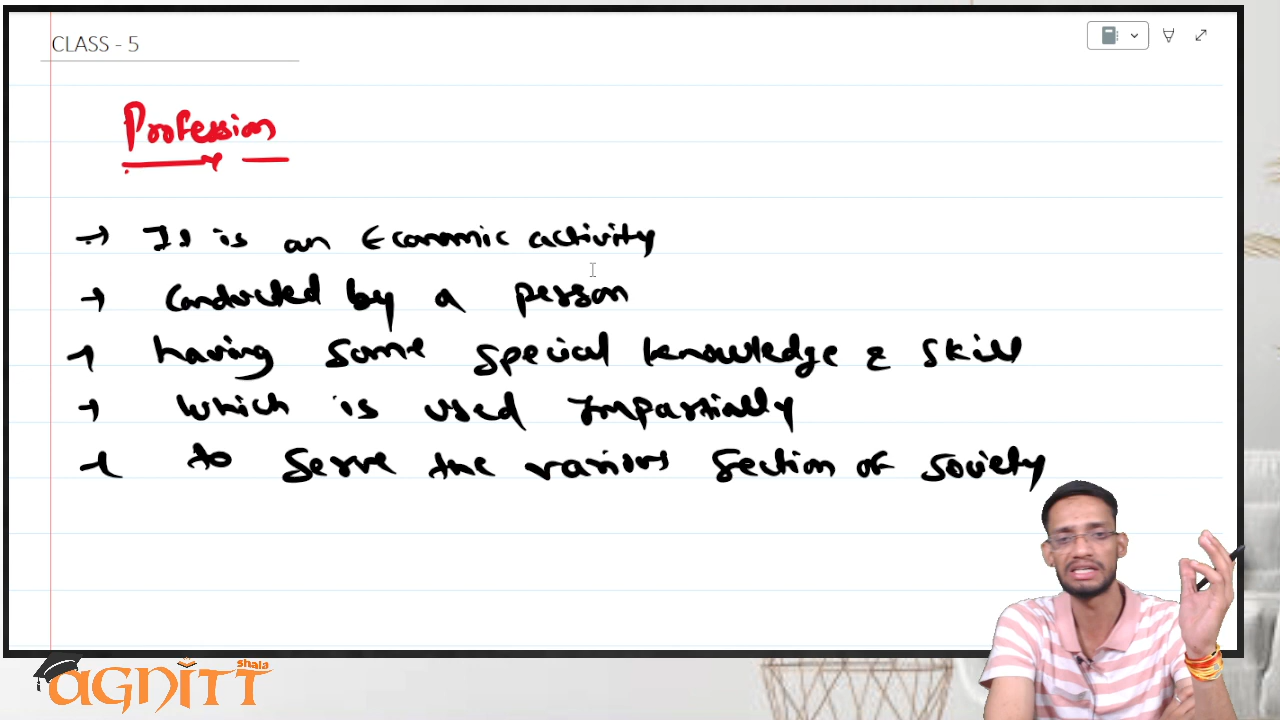 CLASS - 5
Profession
→ It is an Economic activity
→ Conducted by a person
→ having some special knowledge & skill
→ which is used Impartially
→ to serve the various section of society
shala
AGNITT